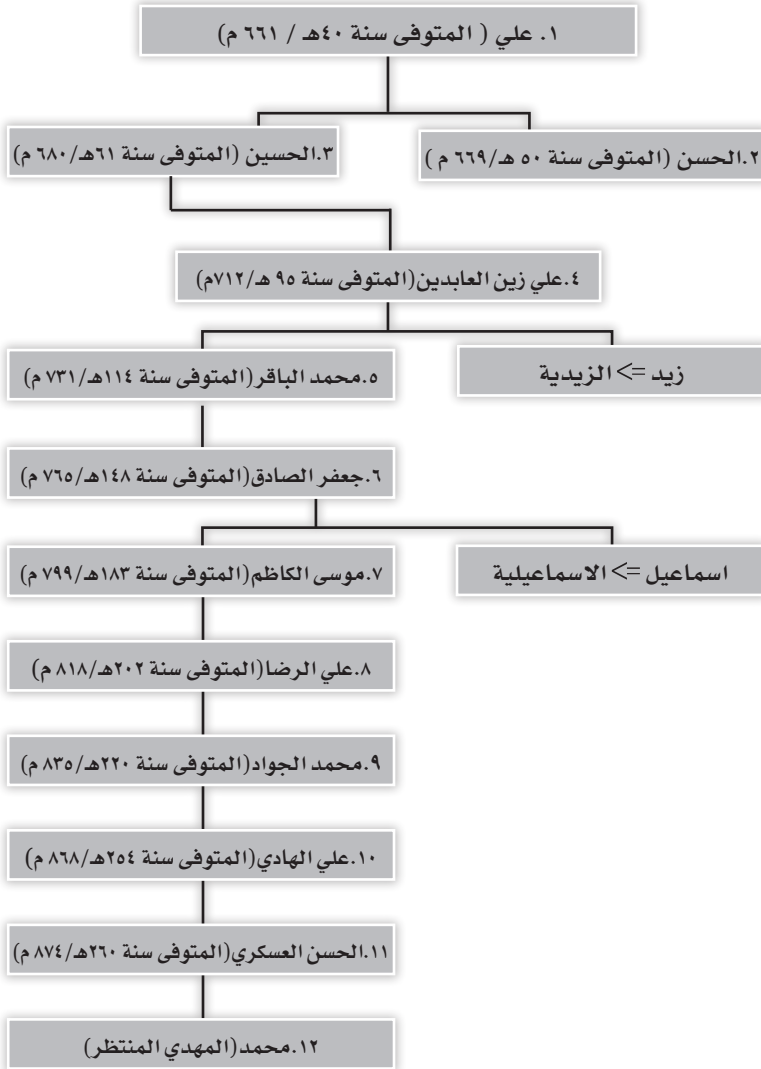 ١. علي ( المتوفى سنة ٤٠هـ / ٦٦١ م)
٢.الحسن (المتوفى سنة ٥٠ هـ/٦٦٩ م )
٣.الحسين (المتوفى سنة ٦١هـ/٦٨٠ م)
٤.علي زين العابدين(المتوفى سنة ٩٥ هـ/٧١٢م)
زيد => الزيدية
٥.محمد الباقر(المتوفى سنة ١١٤هـ/٧٣١ م)
٦.جعفر الصادق(المتوفى سنة ١٤٨هـ/٧٦٥ م)
اسماعيل => الاسماعيلية
٧.موسى الكاظم(المتوفى سنة ١٨٣هـ/٧٩٩ م)
٨.علي الرضا(المتوفى سنة ٢٠٢هـ/٨١٨ م)
٩.محمد الجواد(المتوفى سنة ٢٢٠هـ/٨٣٥ م)
١٠.علي الهادي(المتوفى سنة ٢٥٤هـ/٨٦٨ م)
١١.الحسن العسكري(المتوفى سنة ٢٦٠هـ/٨٧٤ م)
١٢.محمد(المهدي المنتظر)